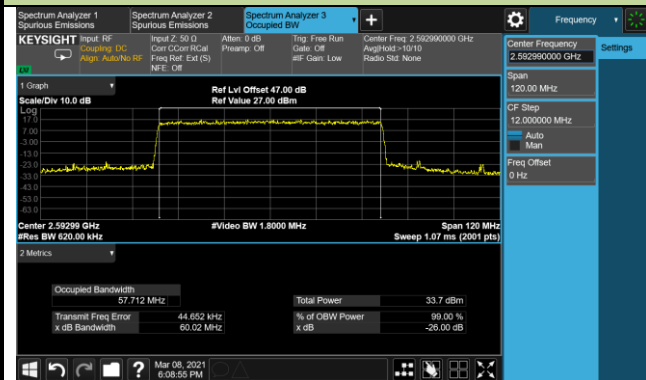 Spectrum Analyzer 1
Spurious Emissions
Spectrum Analyzer 2
Spurious Emissions
Spectrum Analyzer 3
Occupied BW
Frequency
KEYSIGHT
Input: RF
Coupling: DC
Align: Auto/No RF
Input Z: 50 Ω
Corr CCorr RCal
Freq Ref: Ext (S)
NFE: Off
Atten: 0 dB
Preamp: Off
Trig: Free Run
Gate: Off
#IF Gain: Low
Center Freq: 2.592990000 GHz
Avg|Hold:>10/10
Radio Std: None
Center Frequency
2.592990000 GHz
Settings
Span
120.00 MHz
CF Step
12.000000 MHz
Auto
Man
Freq Offset
0 Hz
1 Graph
Scale/Div 10.0 dB
Ref Lvl Offset 47.00 dB
Ref Value 27.00 dBm
Log
17.0
7.00
-3.00
-13.0
-23.0
-33.0
-43.0
-53.0
-63.0
Center 2.59299 GHz
#Res BW 620.00 kHz
#Video BW 1.8000 MHz
Span 120 MHz
Sweep 1.07 ms (2001 pts)
2 Metrics
Occupied Bandwidth
57.712 MHz
Transmit Freq Error 44.652 kHz
x dB Bandwidth 60.02 MHz
Total Power 33.7 dBm
% of OBW Power 99.00 %
x dB -26.00 dB
Mar 08, 2021
6:08:55 PM